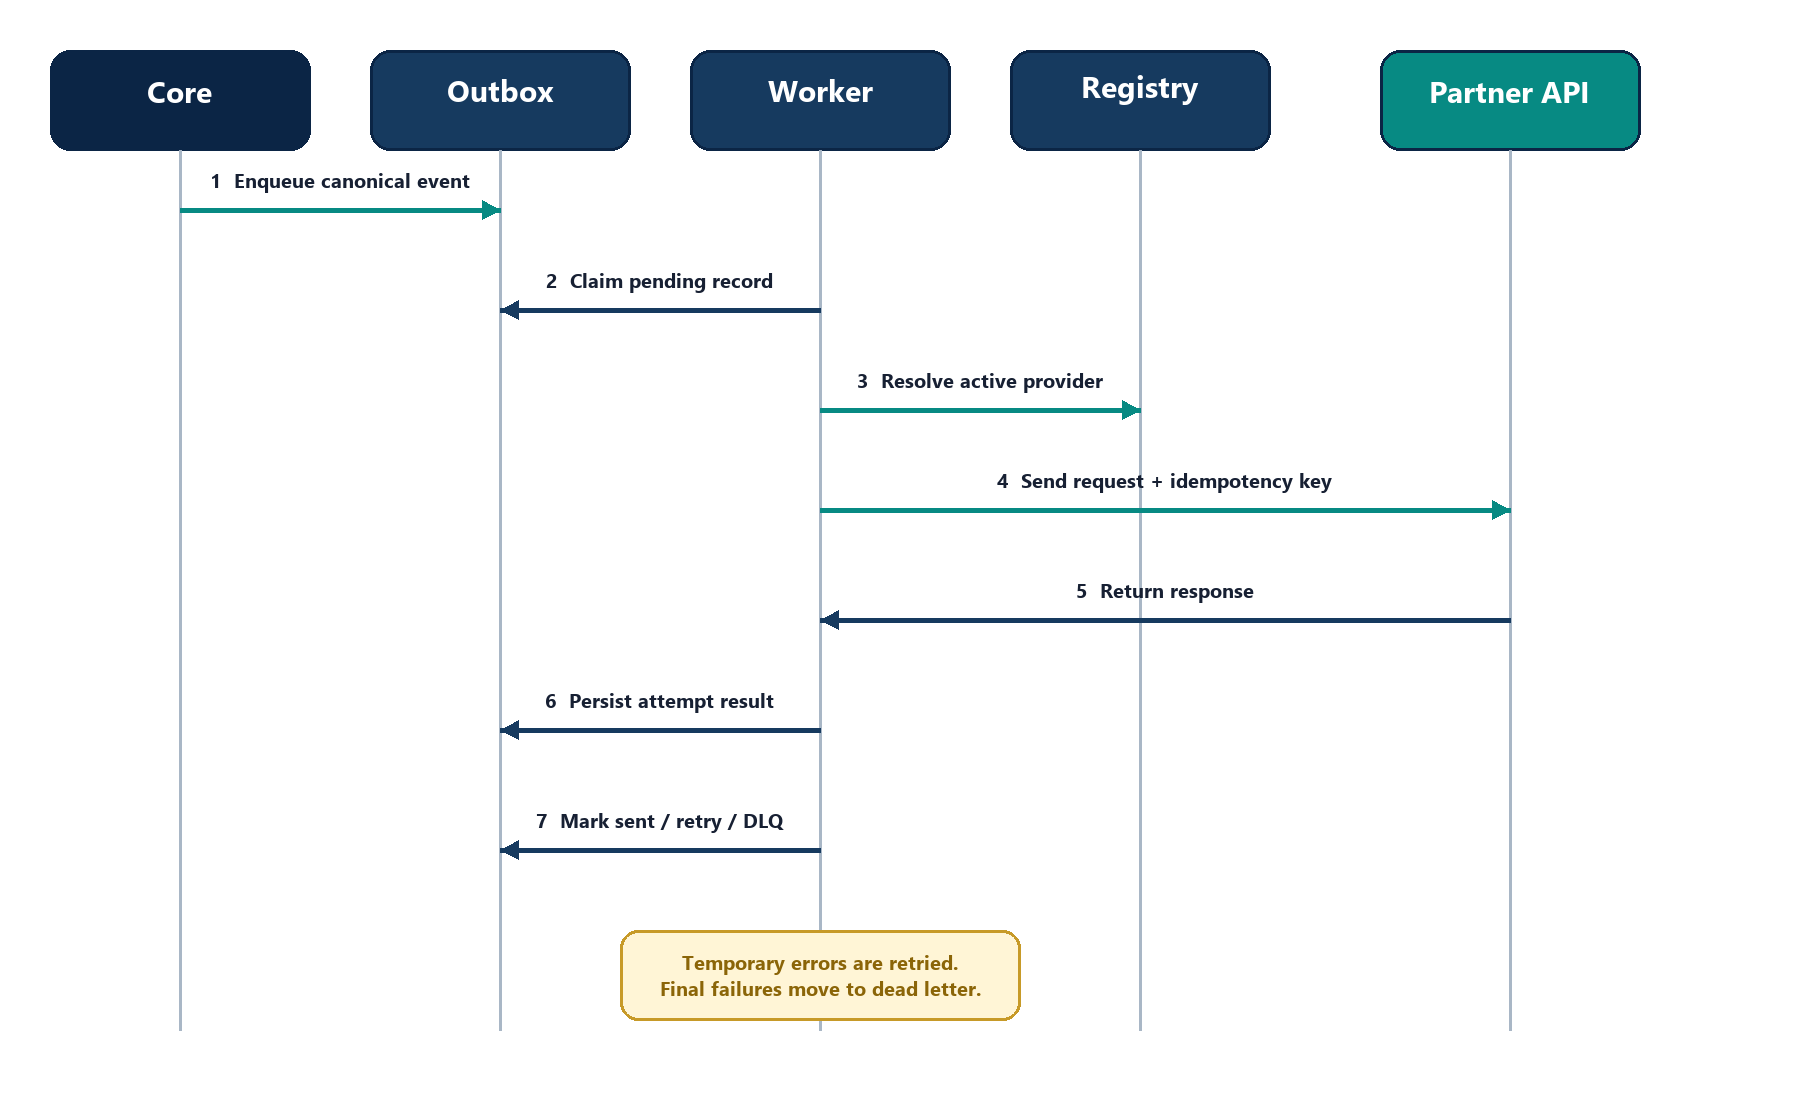 Core
Outbox
Worker
Registry
Partner API
1 Enqueue canonical event
2 Claim pending record
3 Resolve active provider
4 Send request + idempotency key
5 Return response
6 Persist attempt result
7 Mark sent / retry / DLQ
Temporary errors are retried.
Final failures move to dead letter.